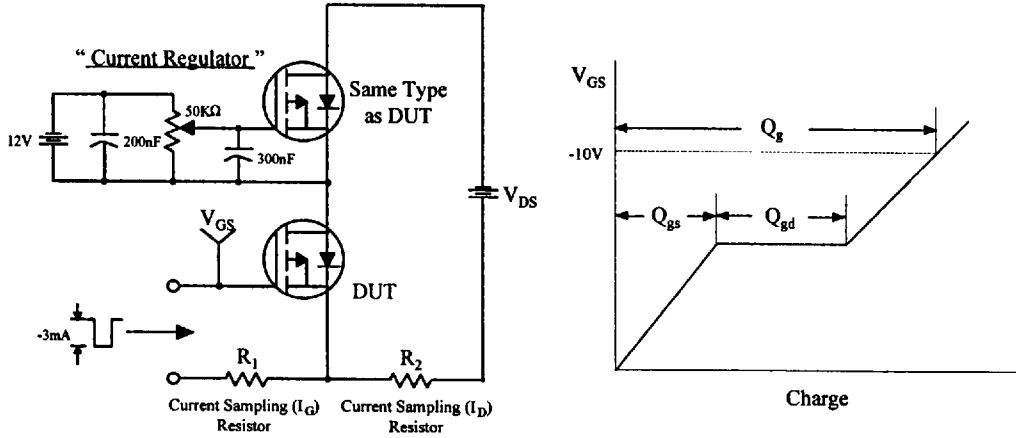 “ Current Regulator ”
12V
200nF
50KΩ
300nF
Same Type
as DUT
V_DS
V_GS
DUT
-3mA
R_1
R_2
Current Sampling (I_G)
Resistor
Current Sampling (I_D)
Resistor
V_GS
Q_g
-10V
Q_gs
Q_gd
Charge